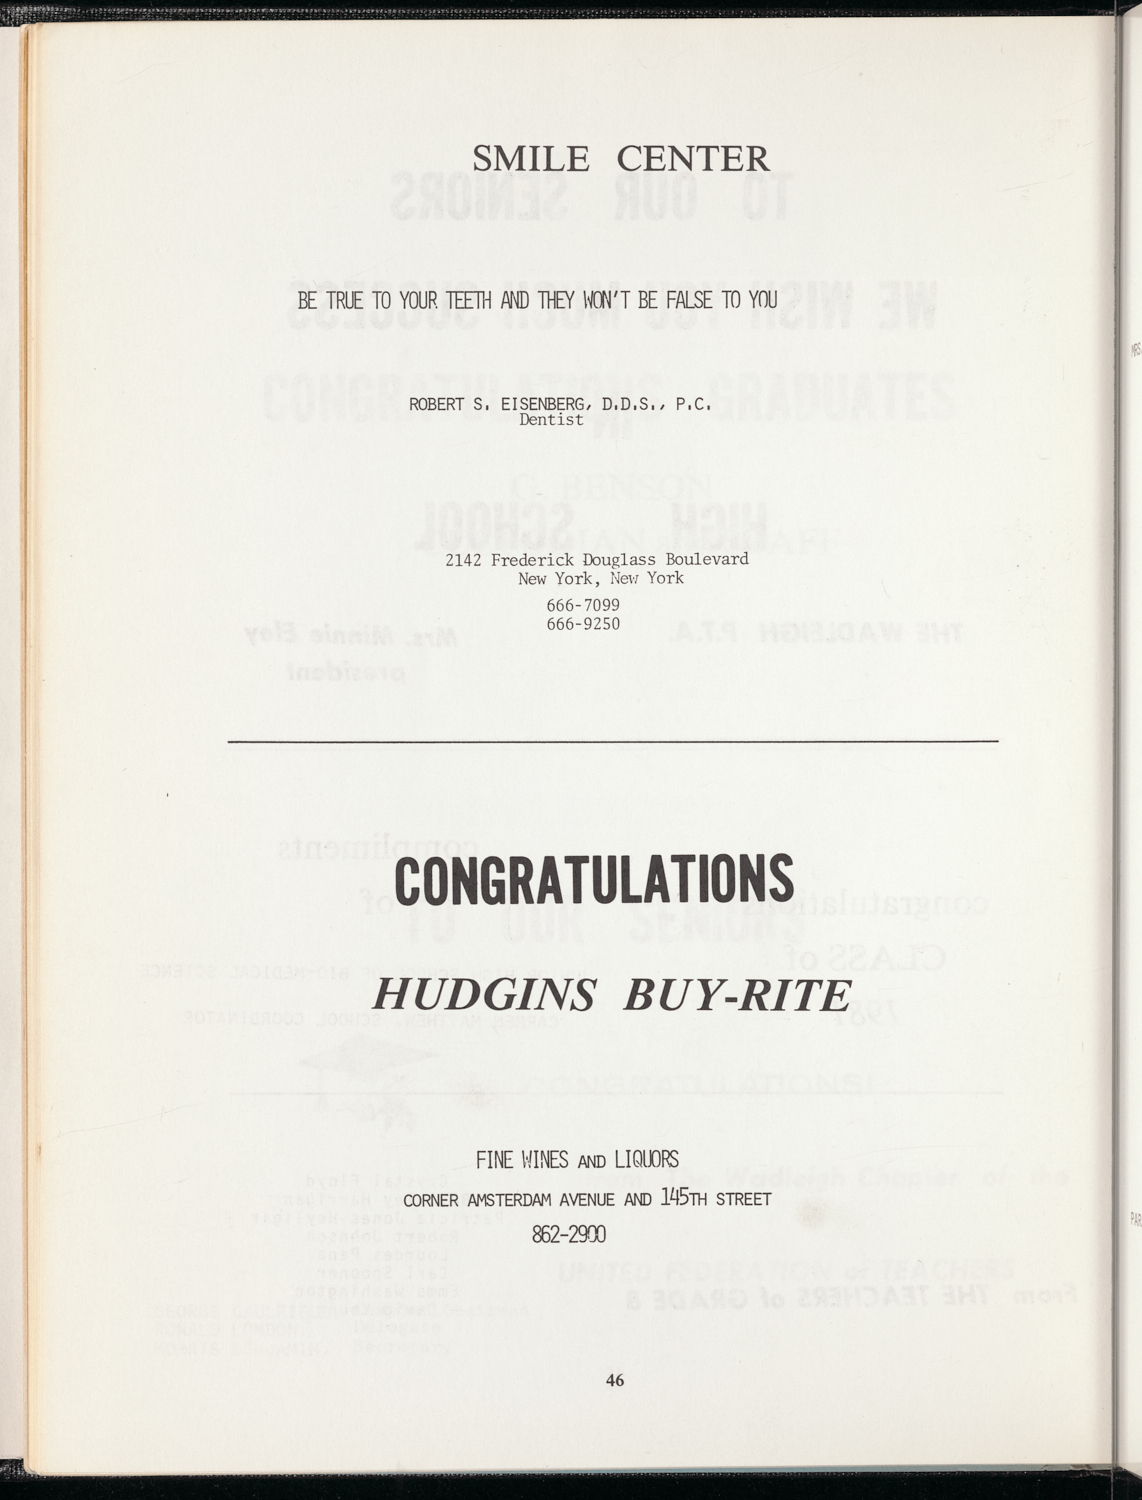 SMILE CENTER
BE TRUE TO YOUR TEETH AND THEY WON'T BE FALSE TO YOU
ROBERT S. EISENBERG, D.D.S., P.C.
Dentist
2142 Frederick Douglass Boulevard
New York, New York
666-7099
666-9250
CONGRATULATIONS
HUDGINS BUY-RITE
FINE WINES AND LIQUORS
CORNER AMSTERDAM AVENUE AND 145TH STREET
862-2900
46